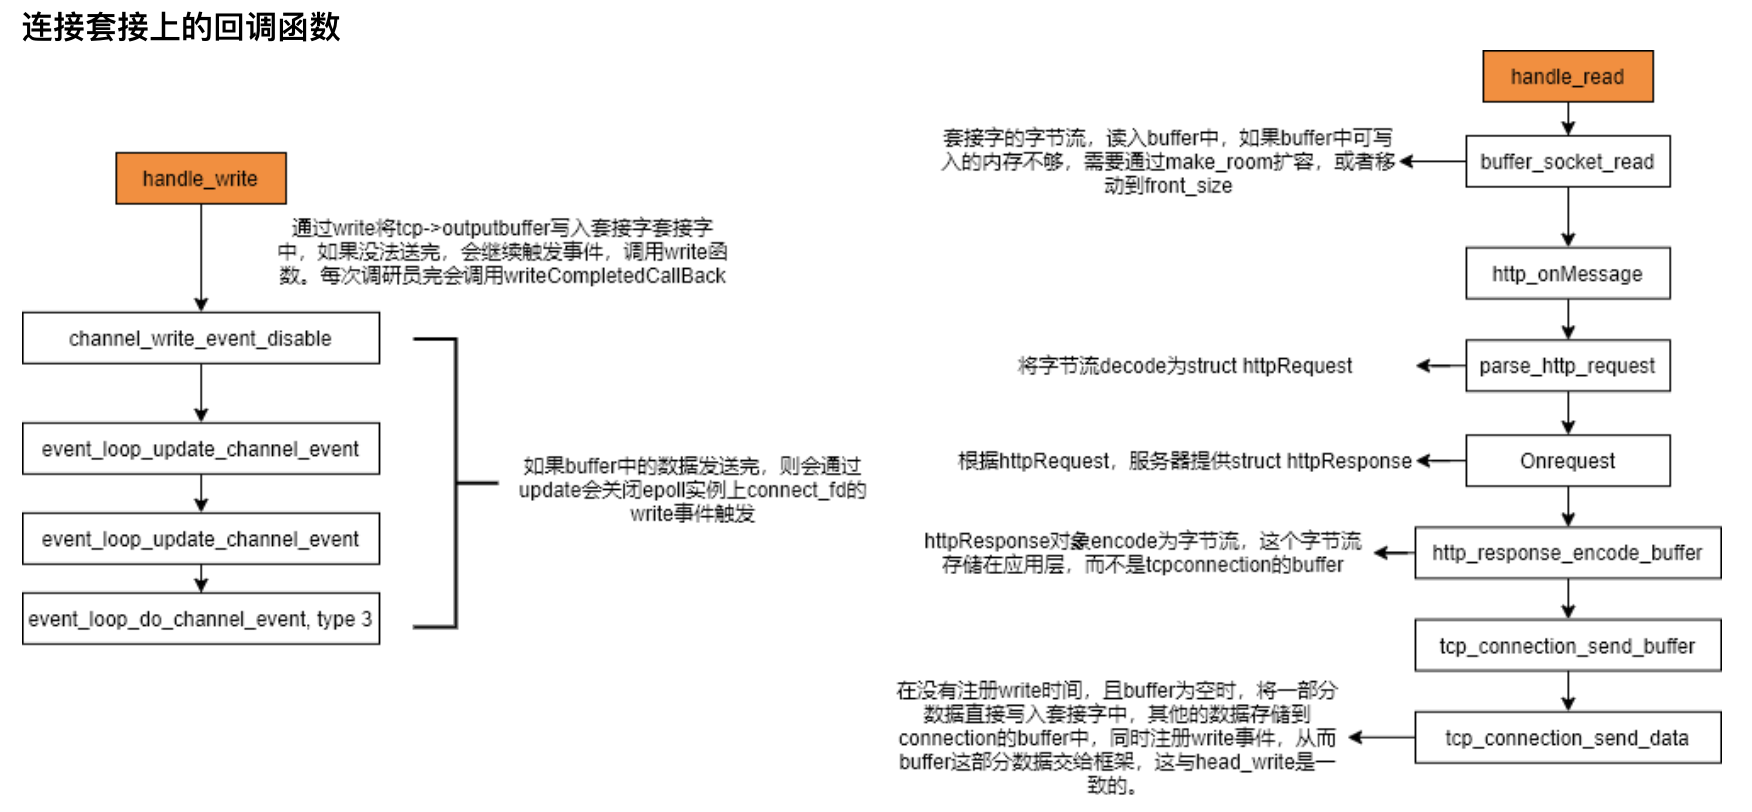 连接套接上的回调函数
handle_write
通过write将tcp->outputbuffer写入套接字套接字
中，如果没法送完，会继续触发事件，调用write函
数。每次调研员完会调用writeCompletedCallBack
channel_write_event_disable
event_loop_update_channel_event
event_loop_update_channel_event
event_loop_do_channel_event, type 3
如果buffer中的数据发送完，则会通过
update会关闭epoll实例上connect_fd的
write事件触发
handle_read
套接字的字节流，读入buffer中，如果buffer中可写
入的内存不够，需要通过make_room扩容，或者移
动到front_size
buffer_socket_read
http_onMessage
将字节流decode为struct httpRequest
parse_http_request
根据httpRequest，服务器提供struct httpResponse
Onrequest
httpResponse对象encode为字节流，这个字节流
存储在应用层，而不是tcpconnection的buffer
http_response_encode_buffer
tcp_connection_send_buffer
在没有注册write时间，且buffer为空时，将一部分
数据直接写入套接字中，其他的数据存储到
connection的buffer中，同时注册write事件，从而
buffer这部分数据交给框架，这与head_write是一
致的。
tcp_connection_send_data